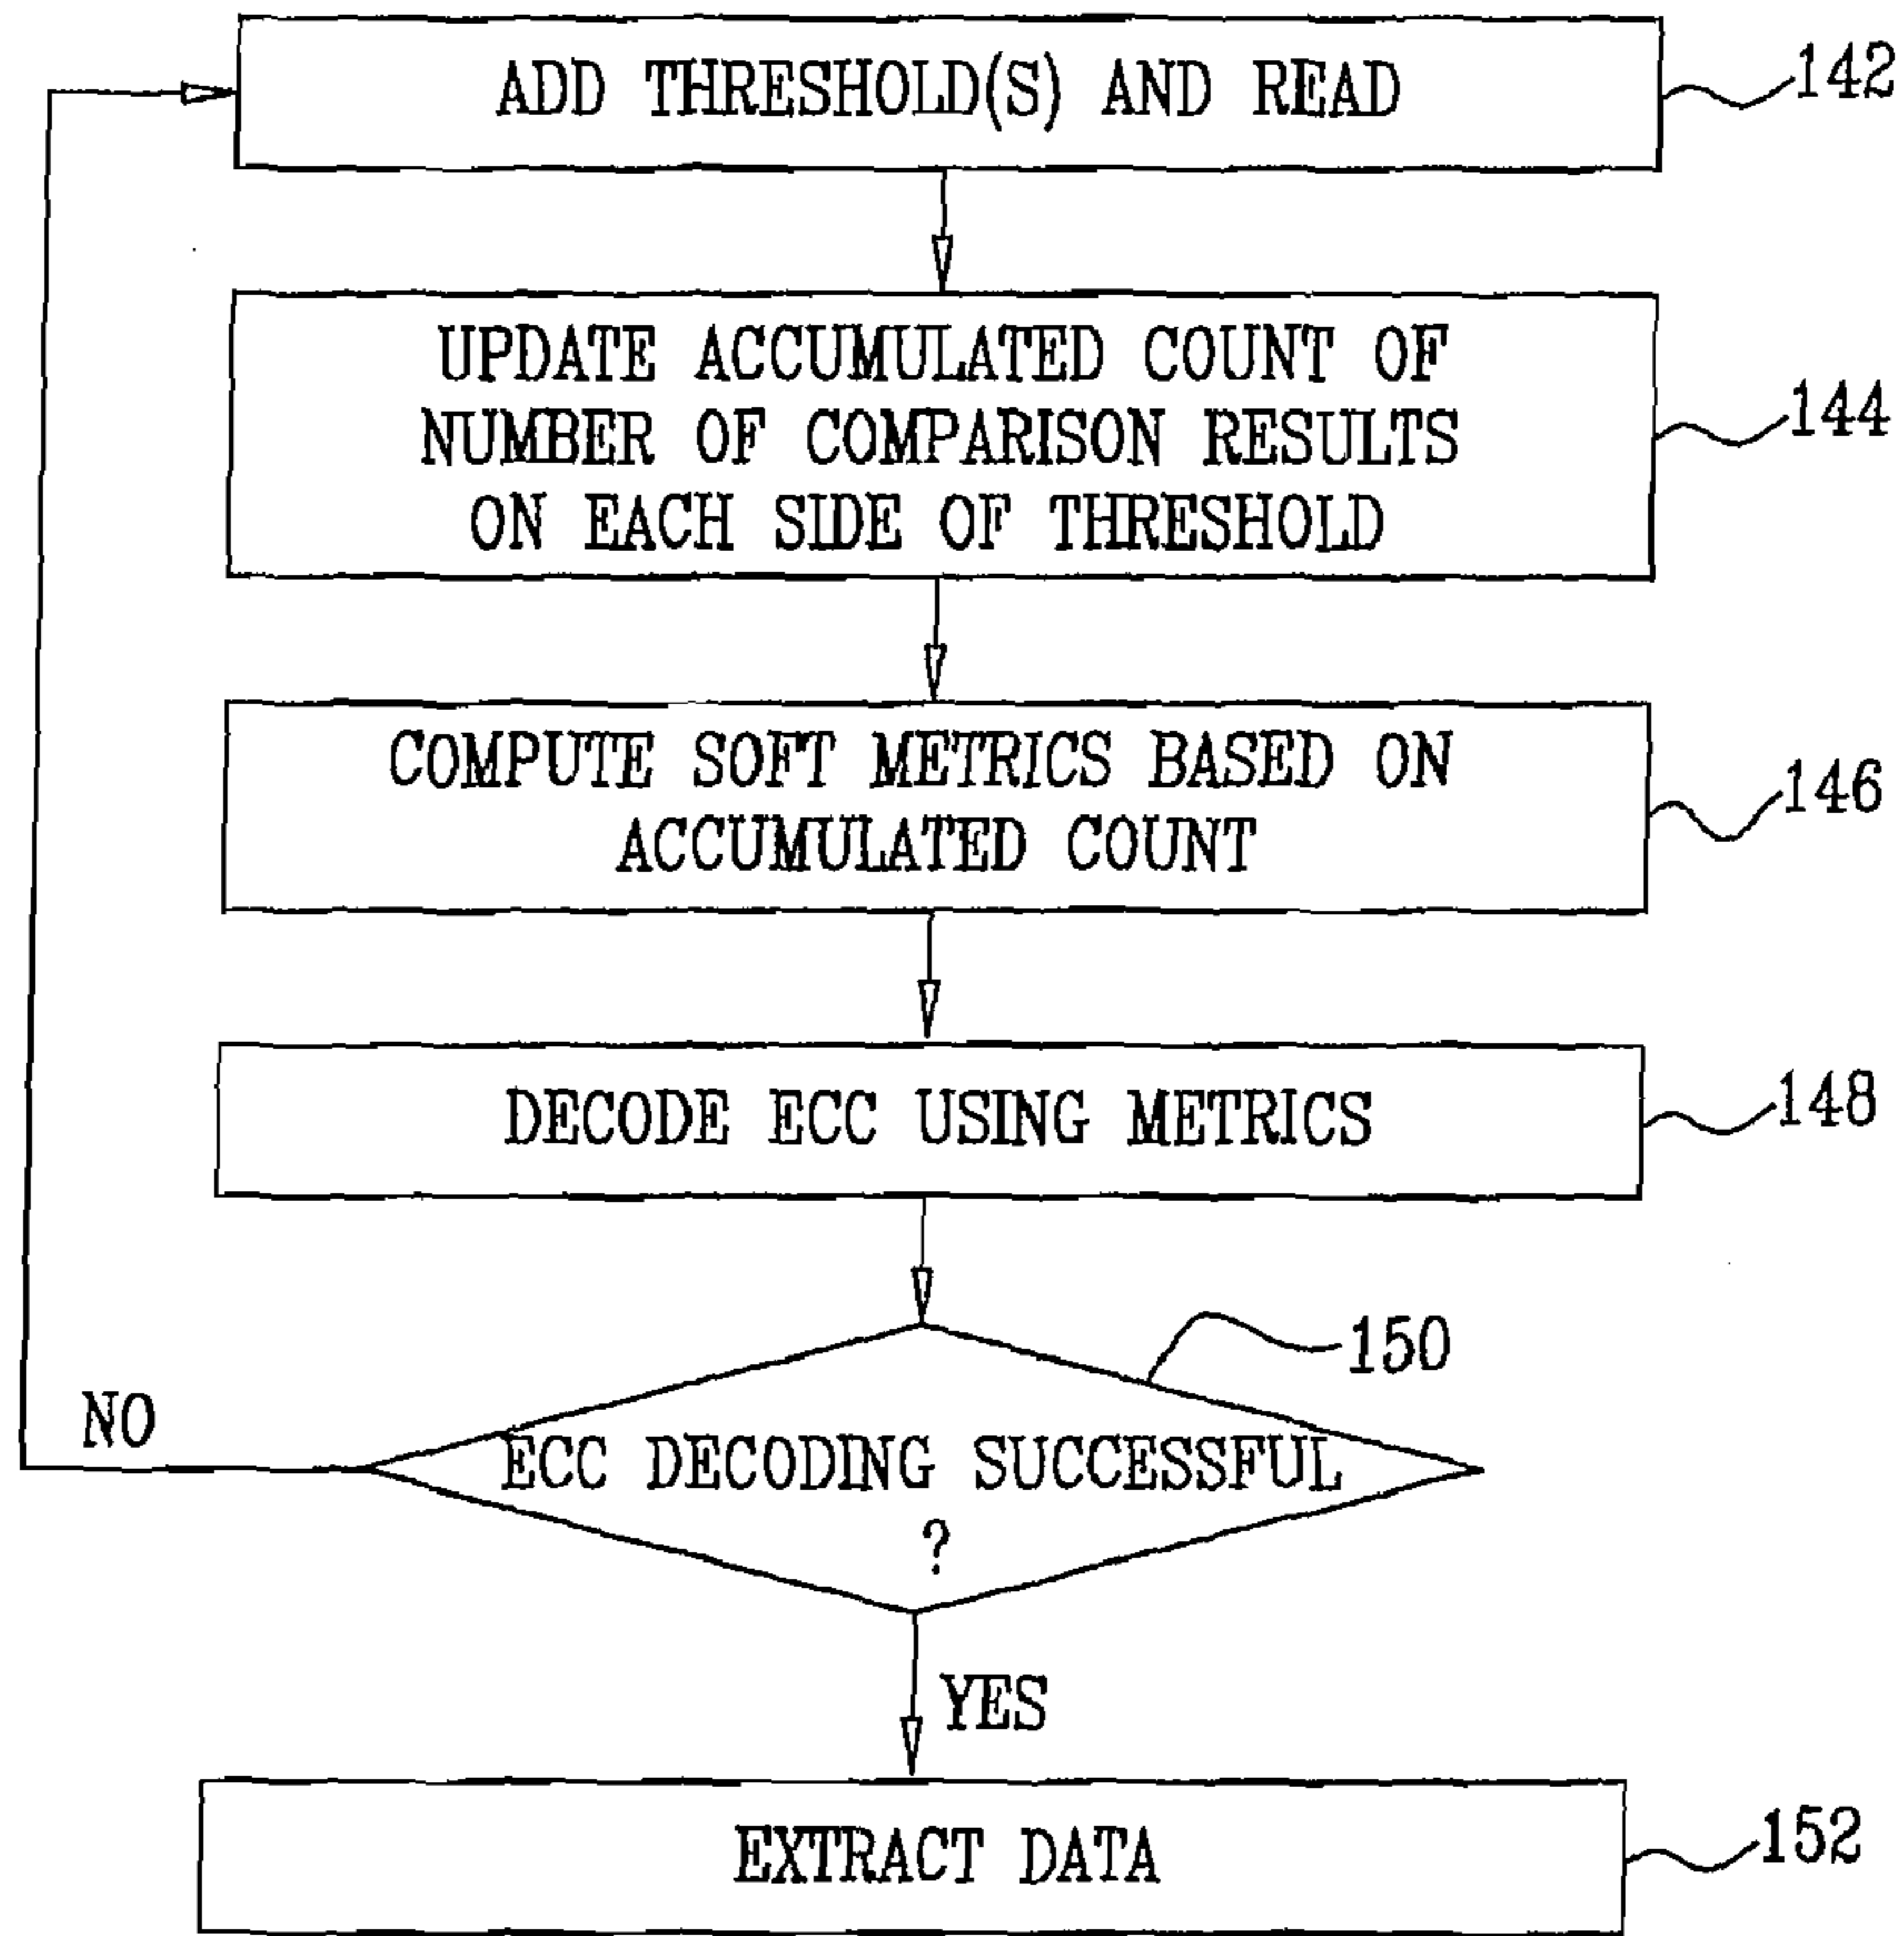 ADD THRESHOLD(S) AND READ
142
UPDATE ACCUMULATED COUNT OF
NUMBER OF COMPARISON RESULTS
ON EACH SIDE OF THRESHOLD
144
COMPUTE SOFT METRICS BASED ON
ACCUMULATED COUNT
146
DECODE ECC USING METRICS
148
150
NO
ECC DECODING SUCCESSFUL
?
YES
EXTRACT DATA
152